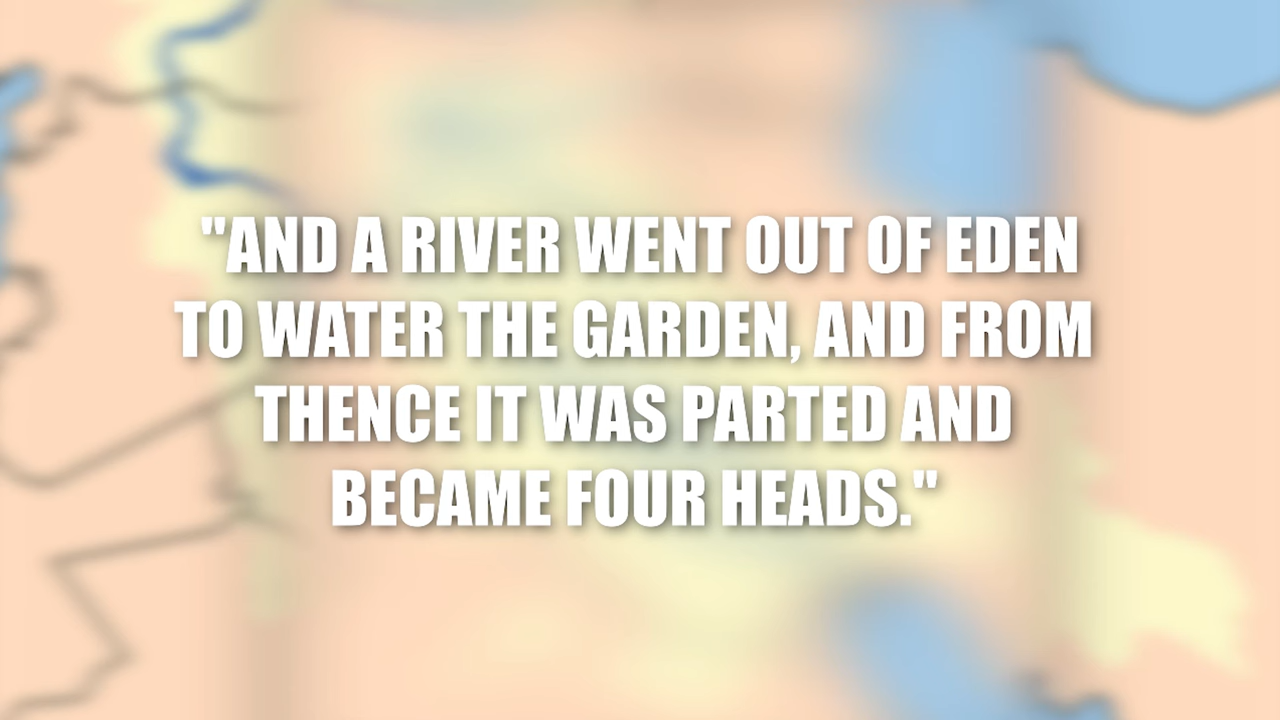 "AND A RIVER WENT OUT OF EDEN
TO WATER THE GARDEN, AND FROM
THENCE IT WAS PARTED AND
BECAME FOUR HEADS."